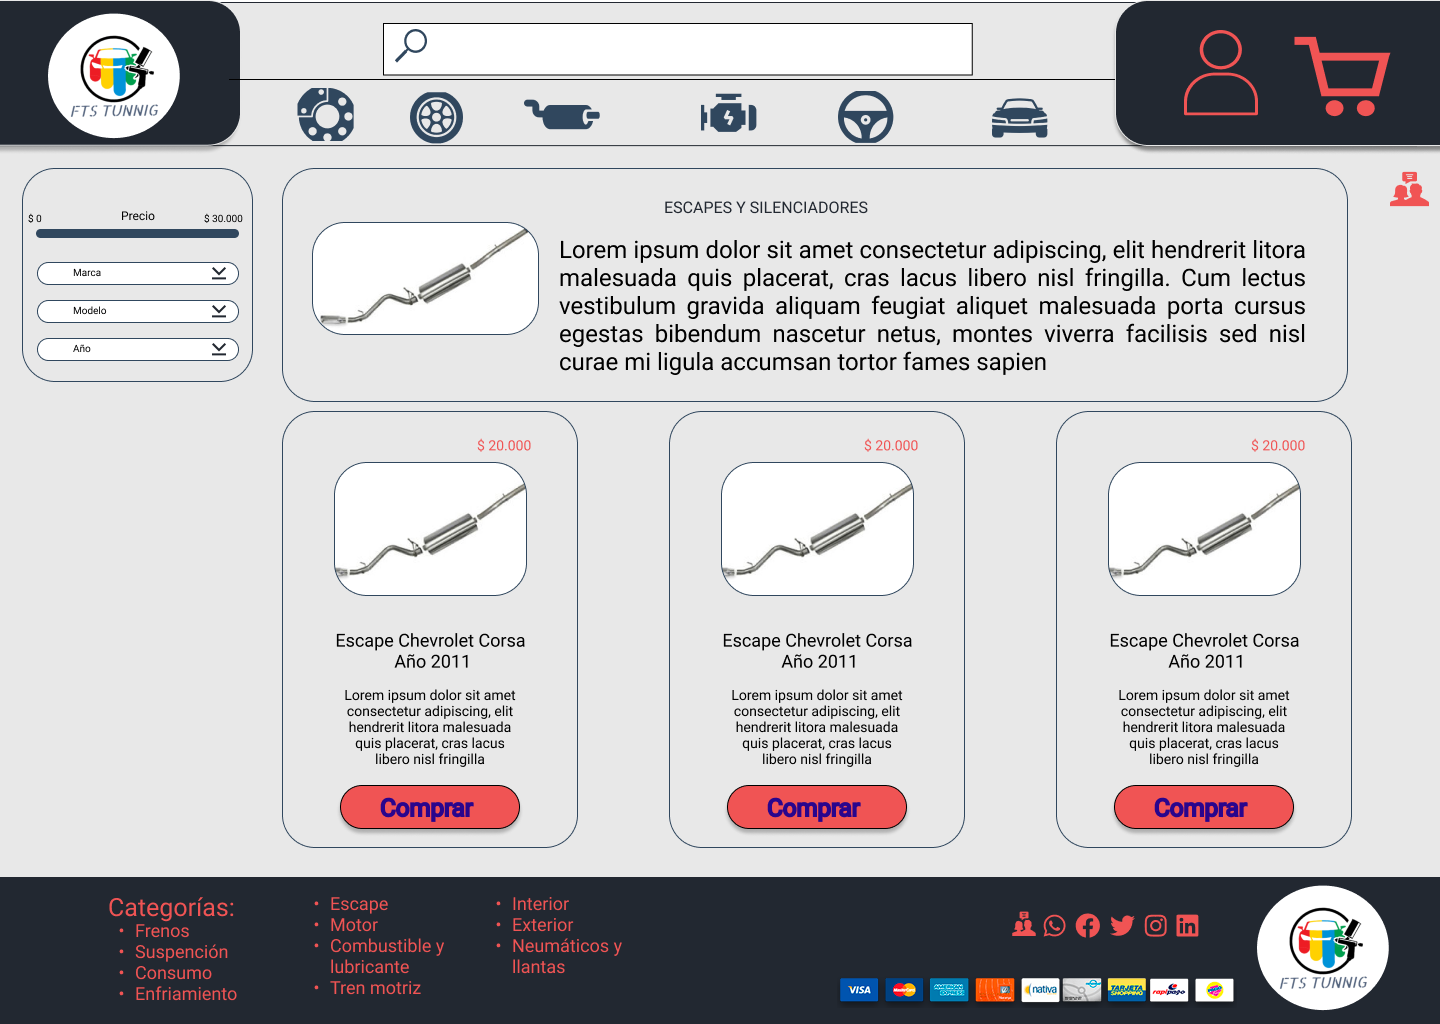 FTS TUNNIG
$ 0
Precio
$ 30.000
Marca
Modelo
Año
ESCAPES Y SILENCIADORES
Lorem ipsum dolor sit amet consectetur adipiscing, elit hendrerit litora
malesuada quis placerat, cras lacus libero nisl fringilla. Cum lectus
vestibulum gravida aliquam feugiat aliquet malesuada porta cursus
egestas bibendum nascetur netus, montes viverra facilisis sed nisl
curae mi ligula accumsan tortor fames sapien
$ 20.000
Escape Chevrolet Corsa
Año 2011
Lorem ipsum dolor sit amet
consectetur adipiscing, elit
hendrerit litora malesuada
quis placerat, cras lacus
libero nisl fringilla
Comprar
$ 20.000
Escape Chevrolet Corsa
Año 2011
Lorem ipsum dolor sit amet
consectetur adipiscing, elit
hendrerit litora malesuada
quis placerat, cras lacus
libero nisl fringilla
Comprar
$ 20.000
Escape Chevrolet Corsa
Año 2011
Lorem ipsum dolor sit amet
consectetur adipiscing, elit
hendrerit litora malesuada
quis placerat, cras lacus
libero nisl fringilla
Comprar
Categorías:
• Frenos
• Suspención
• Consumo
• Enfriamiento
• Escape
• Motor
• Combustible y
lubricante
• Tren motriz
• Interior
• Exterior
• Neumáticos y
llantas
VISA
MasterCard
AMERICAN EXPRESS
nativa
TARJETA SHOPPING
rapipago
FTS TUNNIG